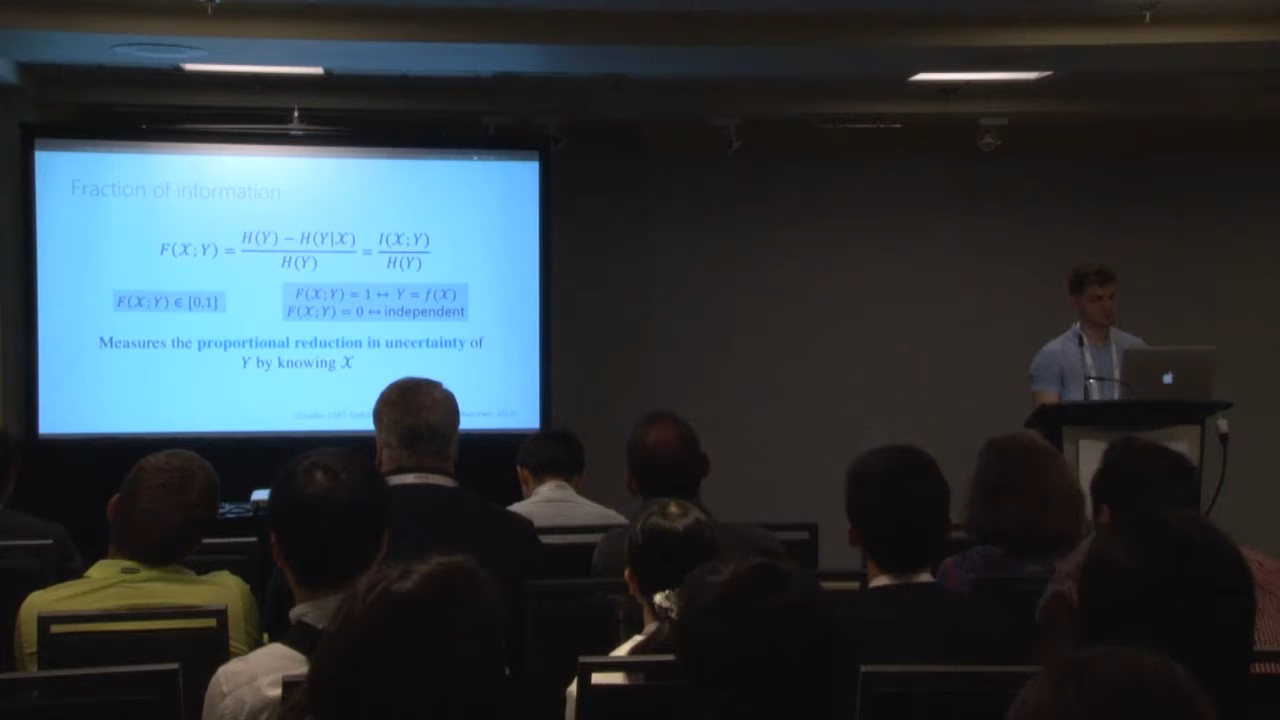 Fraction of information
F(𝒳; Y) = H(Y) − H(Y|𝒳) / H(Y) = I(𝒳; Y) / H(Y)
F(𝒳; Y) ∈ [0,1]
F(𝒳; Y) = 1 ↔ Y = f(𝒳)
F(𝒳; Y) = 0 ↔ independent
Measures the proportional reduction in uncertainty of
Y by knowing 𝒳